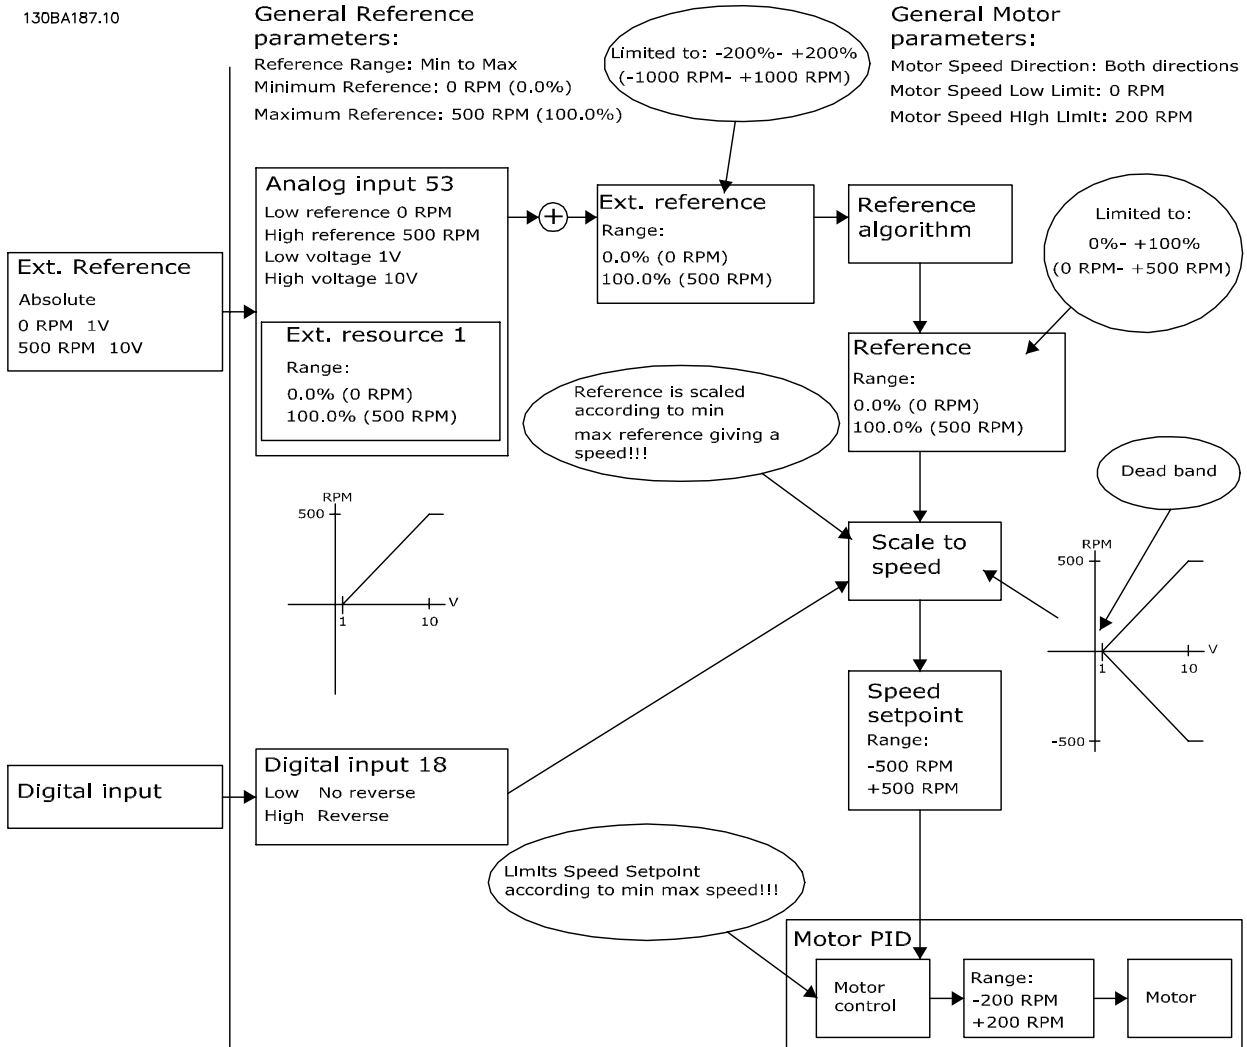 130BA187.10
General Reference
parameters:
Reference Range: Min to Max
Minimum Reference: 0 RPM (0.0%)
Maximum Reference: 500 RPM (100.0%)
Limited to: -200%- +200%
(-1000 RPM- +1000 RPM)
General Motor
parameters:
Motor Speed Direction: Both directions
Motor Speed Low Limit: 0 RPM
Motor Speed High Limit: 200 RPM
Ext. Reference
Absolute
0 RPM 1V
500 RPM 10V
Analog input 53
Low reference 0 RPM
High reference 500 RPM
Low voltage 1V
High voltage 10V
Ext. resource 1
Range:
0.0% (0 RPM)
100.0% (500 RPM)
+
Ext. reference
Range:
0.0% (0 RPM)
100.0% (500 RPM)
Reference
algorithm
Limited to:
0%- +100%
(0 RPM- +500 RPM)
Reference
Range:
0.0% (0 RPM)
100.0% (500 RPM)
Reference is scaled
according to min
max reference giving a
speed!!!
Dead band
RPM
500
V
1
10
Scale to
speed
RPM
500
V
1
10
-500
Speed
setpoint
Range:
-500 RPM
+500 RPM
Digital input
Digital input 18
Low No reverse
High Reverse
Limits Speed Setpoint
according to min max speed!!!
Motor PID
Motor
control
Range:
-200 RPM
+200 RPM
Motor